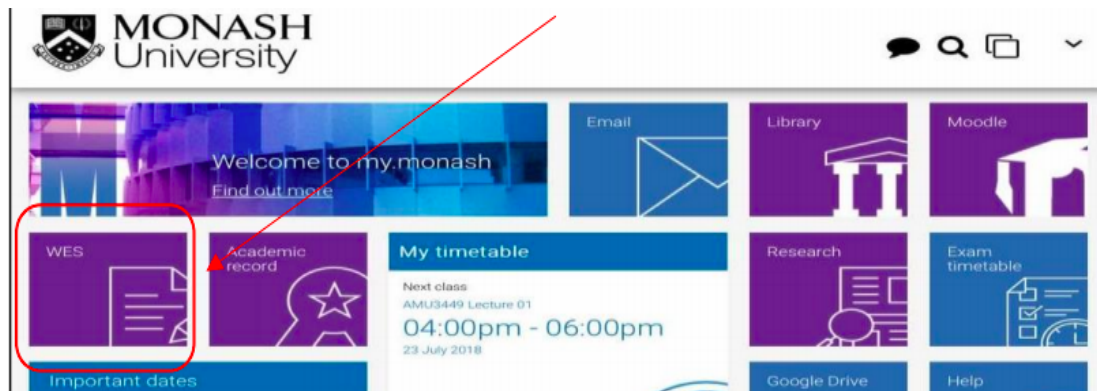 MONASH
University
Welcome to my.monash
Find out more
Email
Library
Moodle
WES
Academic
record
My timetable
Next class
AMU3449 Lecture 01
04:00pm - 06:00pm
23 July 2018
Research
Exam
timetable
Important dates
Google Drive
Help